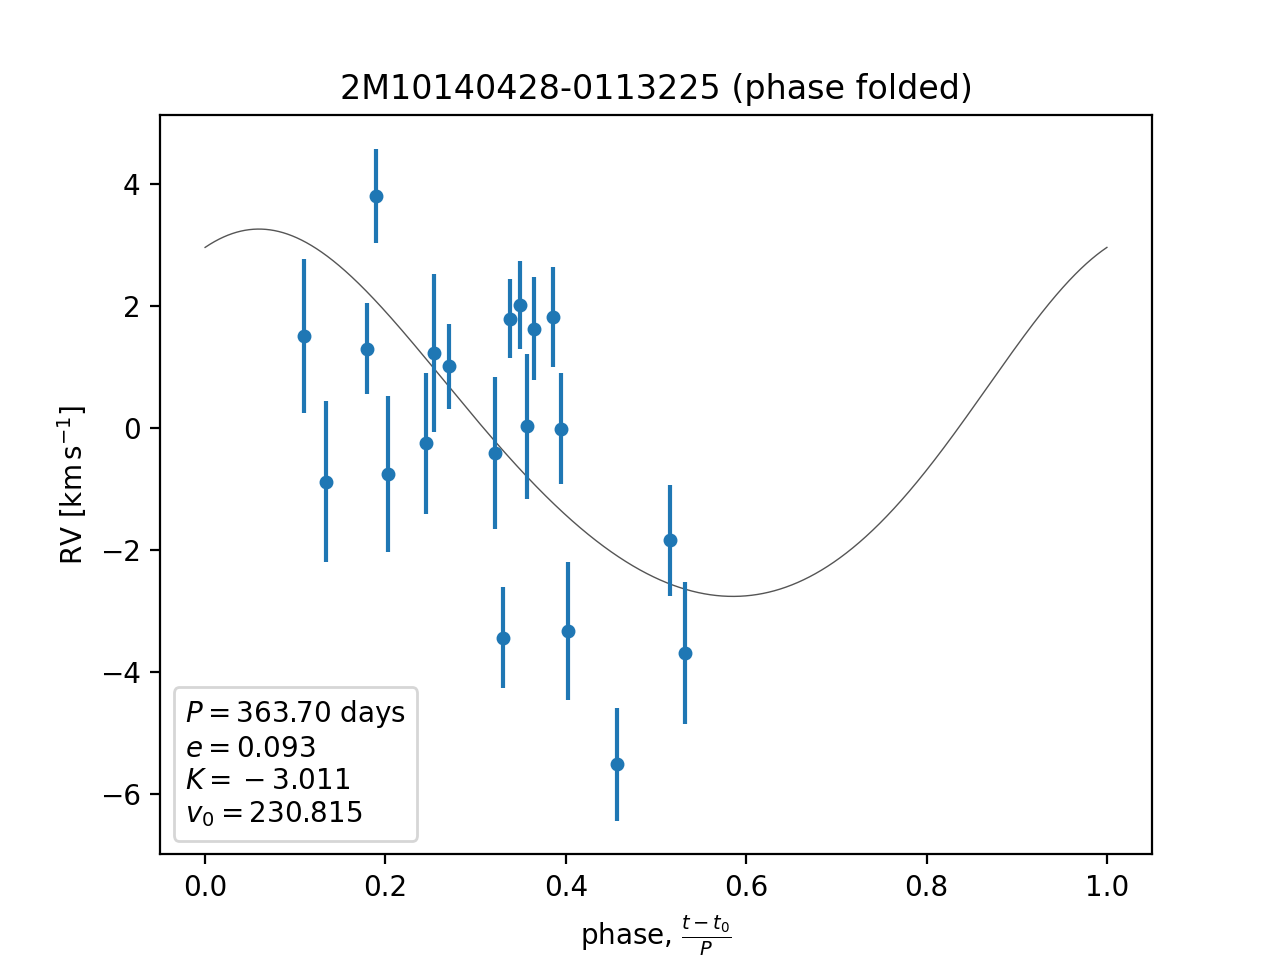 2M10140428-0113225 (phase folded)
RV [km s⁻¹]
4
2
0
−2
−4
−6
P = 363.70 days
e = 0.093
K = −3.011
v₀ = 230.815
0.0 0.2 0.4 0.6 0.8 1.0
phase, (t − t₀)/P